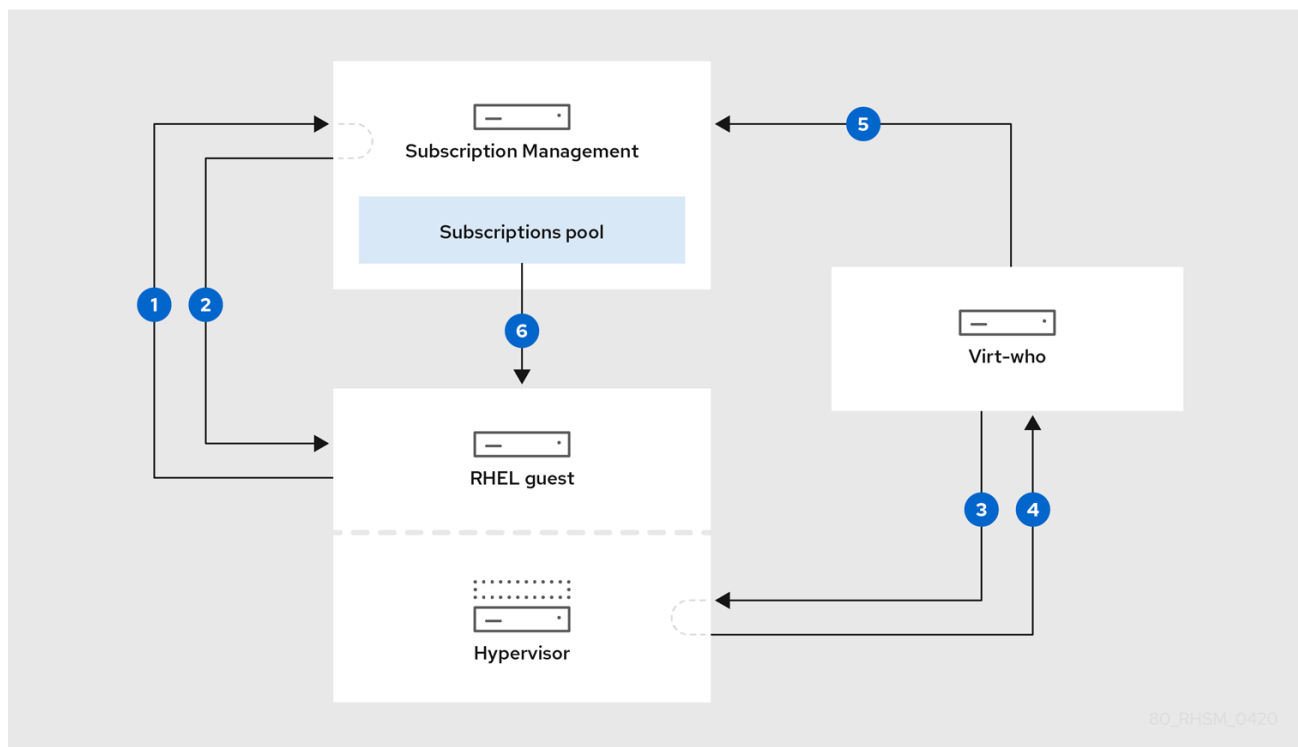 Subscription Management
5
Subscriptions pool
1
2
6
Virt-who
RHEL guest
3
4
Hypervisor
80_RHSM_0420